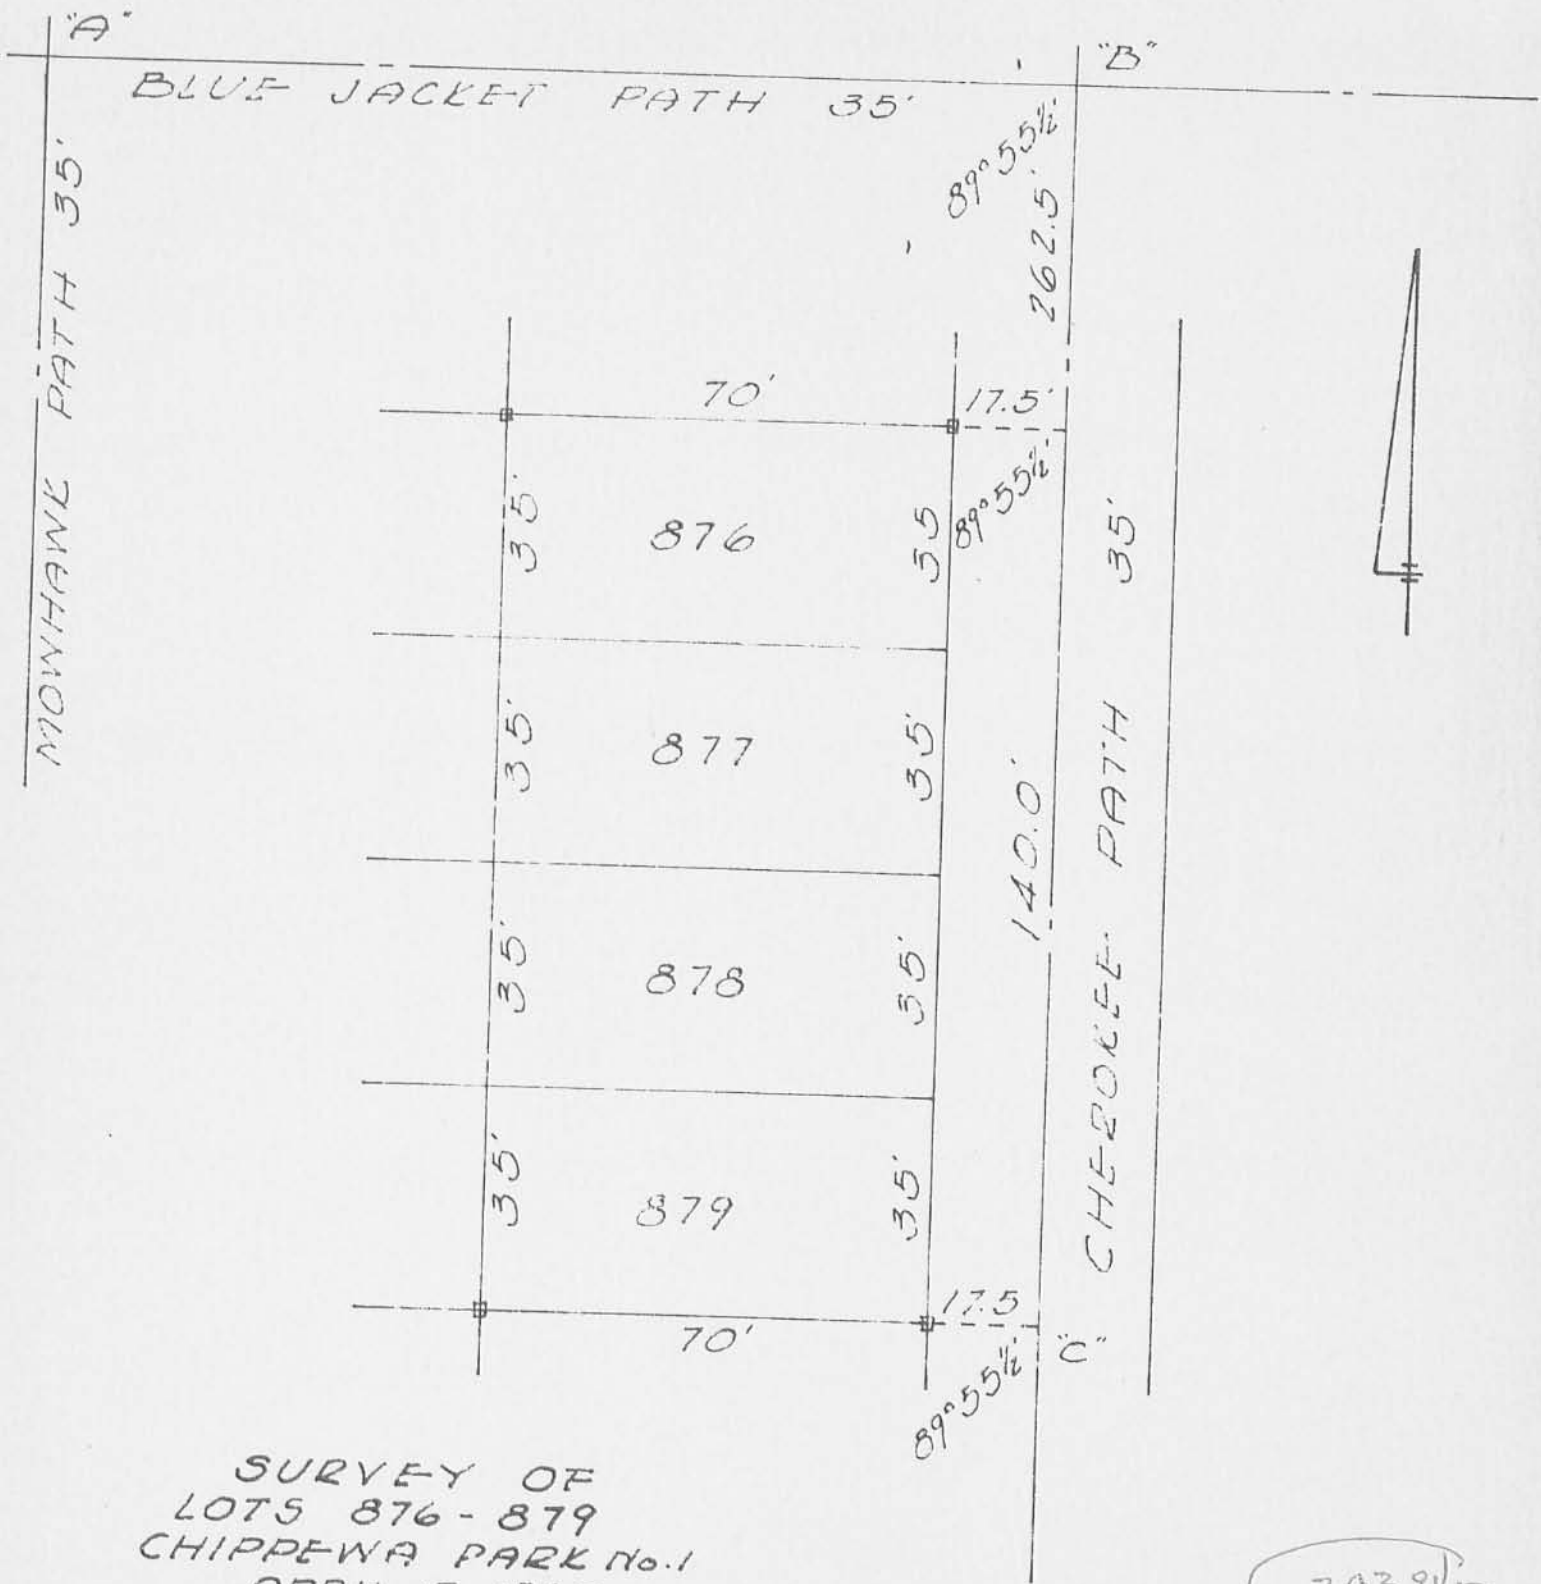 "A"
"B"
BLUE JACKET PATH 35'
MOWHAWK PATH 35'
89°55½'
262.5'
70'
17.5'
35'
876
35
89°55½'
35'
877
35'
140.0'
CHEROKEE PATH 35'
35'
878
35'
35'
879
35'
70'
17.5
"C"
89°55½'
SURVEY OF
LOTS 876-879
CHIPPEWA PARK No.1